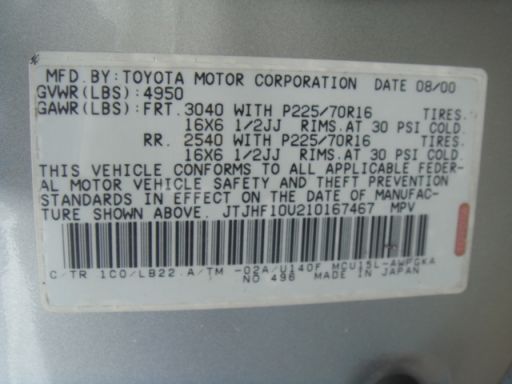 MFD.BY:TOYOTA MOTOR CORPORATION DATE 08/00
GVWR(LBS):4950
GAWR(LBS):FRT.3040 WITH P225/70R16 TIRES.
16X6 1/2JJ RIMS.AT 30 PSI COLD.
RR. 2540 WITH P225/70R16 TIRES.
16X6 1/2JJ RIMS.AT 30 PSI COLD.
THIS VEHICLE CONFORMS TO ALL APPLICABLE FEDER-
AL MOTOR VEHICLE SAFETY AND THEFT PREVENTION
STANDARDS IN EFFECT ON THE DATE OF MANUFAC-
TURE SHOWN ABOVE. JTJHF10U210167467 MPV
C/TR 1C0/LB22 A/TM -02A/U140F MCU15L-AWPGKA
NO 496 MADE IN JAPAN